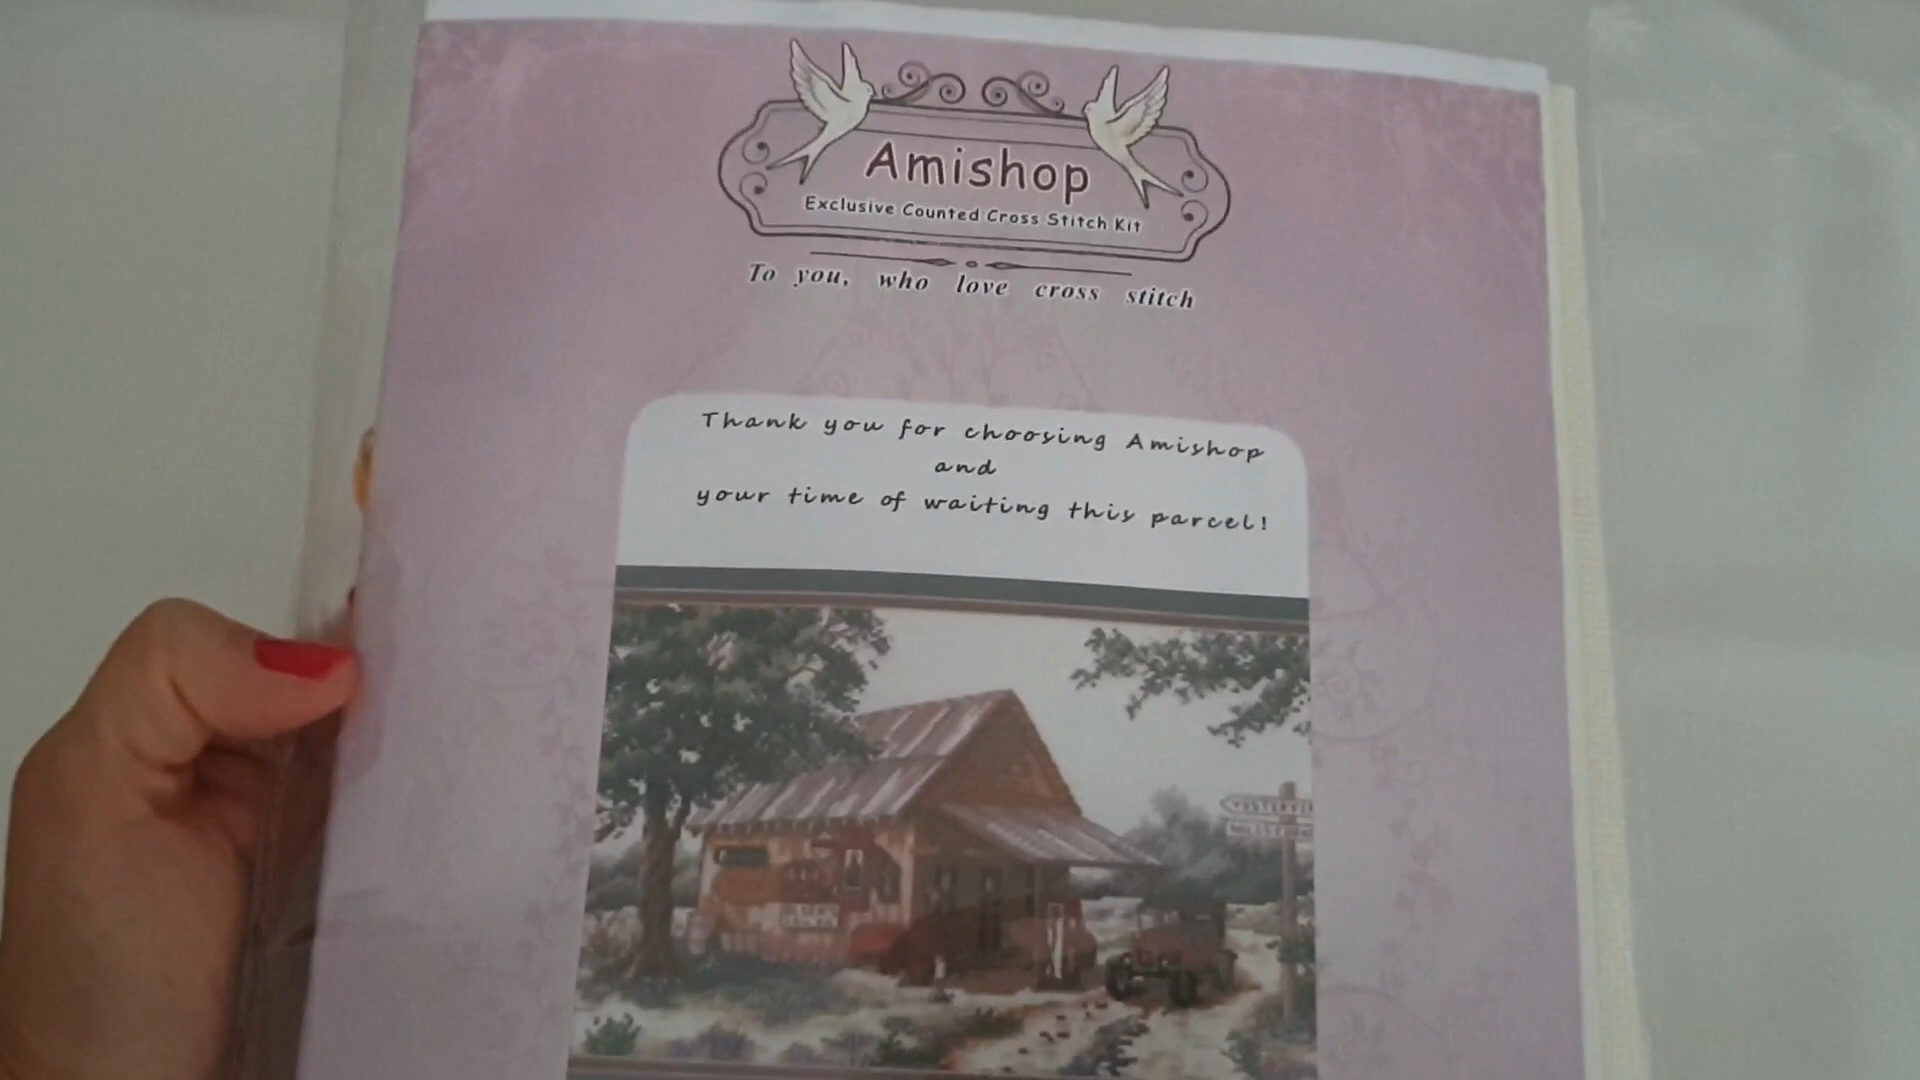 Amishop
Exclusive Counted Cross Stitch Kit
To you, who love cross stitch
Thank you for choosing Amishop
and
your time of waiting this parcel!